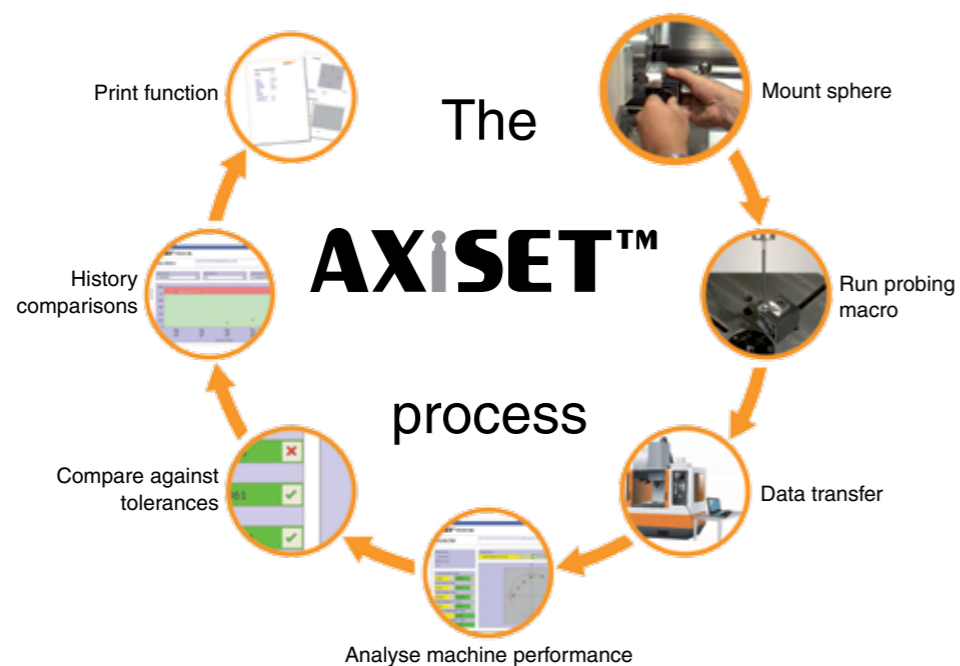 The
AXiSET™
process
Mount sphere
Run probing
macro
Data transfer
Analyse machine performance
Compare against
tolerances
History
comparisons
Print function